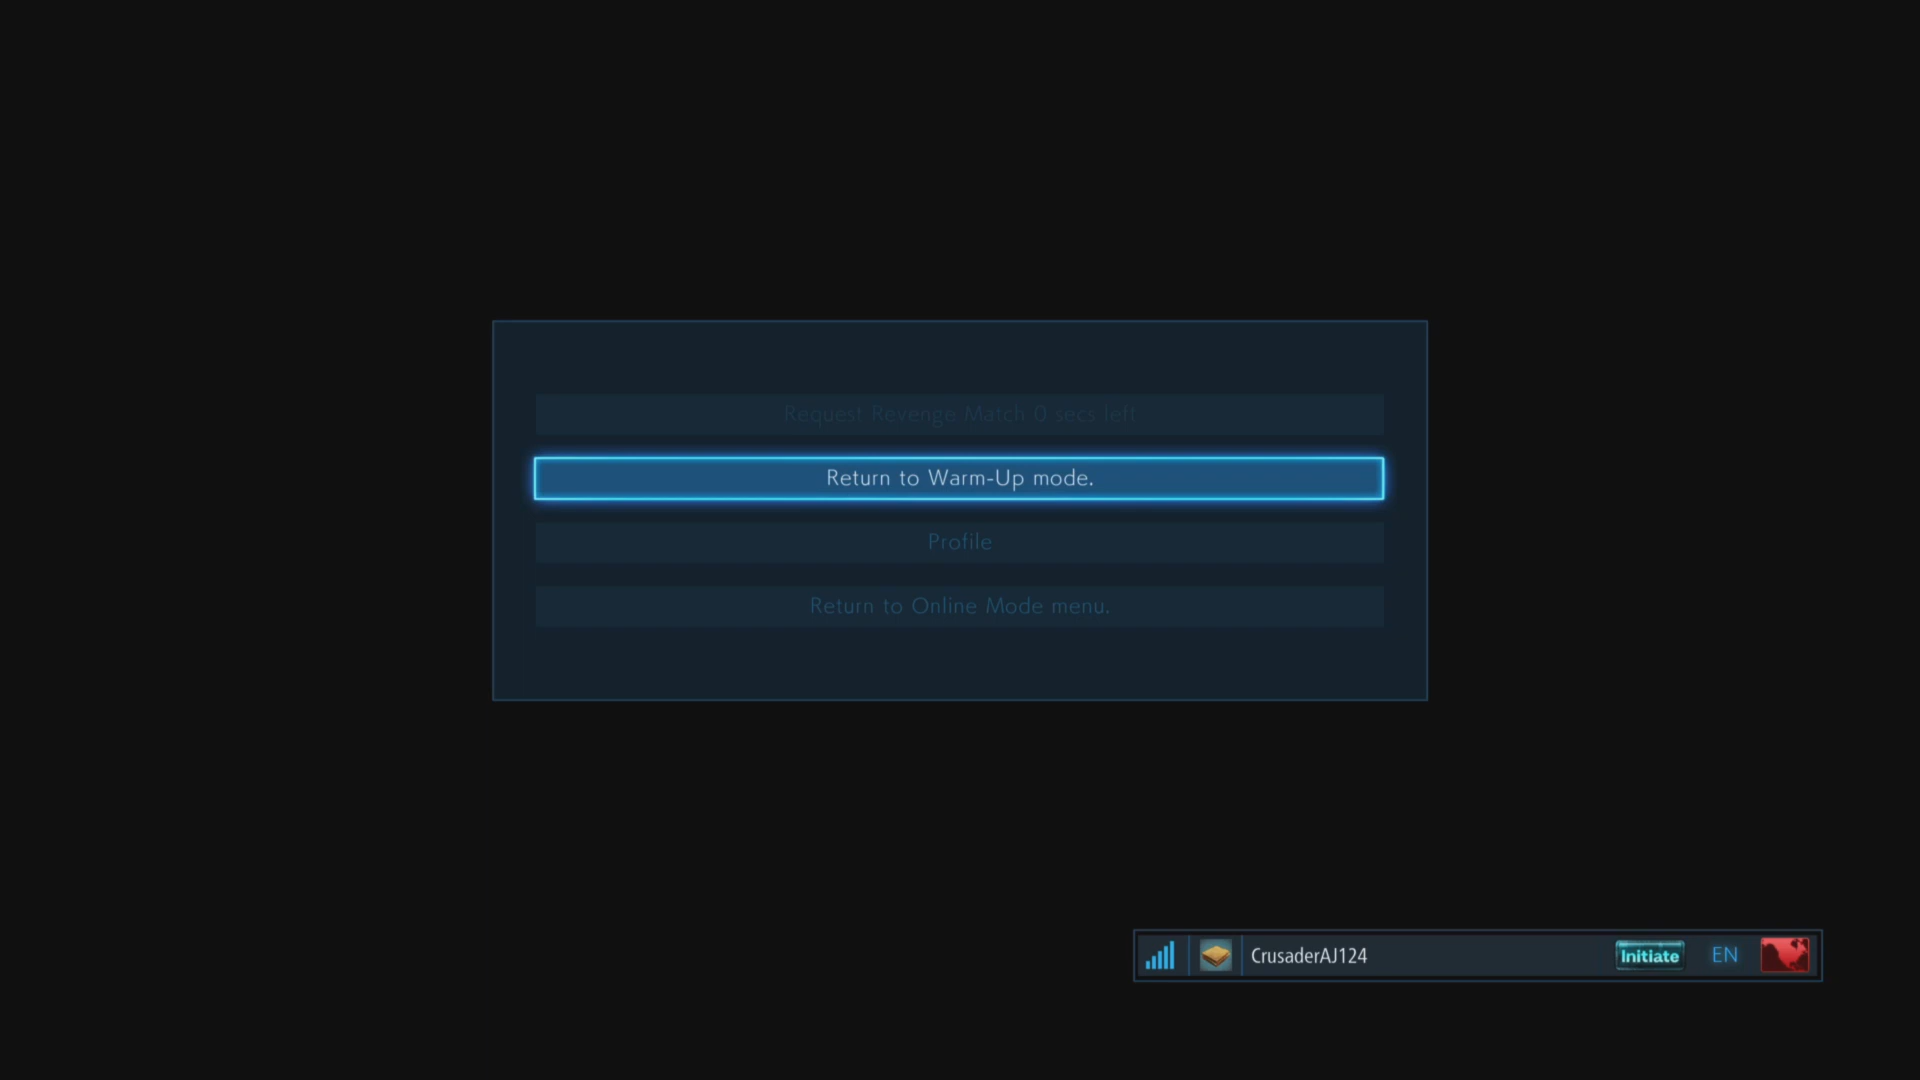 Request Revenge Match 0 secs left
Return to Warm-Up mode.
Profile
Return to Online Mode menu.
CrusaderAJ124 Initiate EN